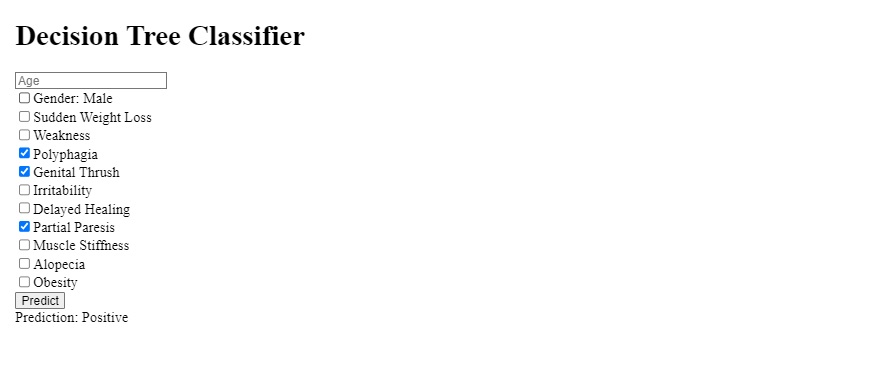 Decision Tree Classifier
Age
Gender: Male
Sudden Weight Loss
Weakness
Polyphagia
Genital Thrush
Irritability
Delayed Healing
Partial Paresis
Muscle Stiffness
Alopecia
Obesity
Predict
Prediction: Positive